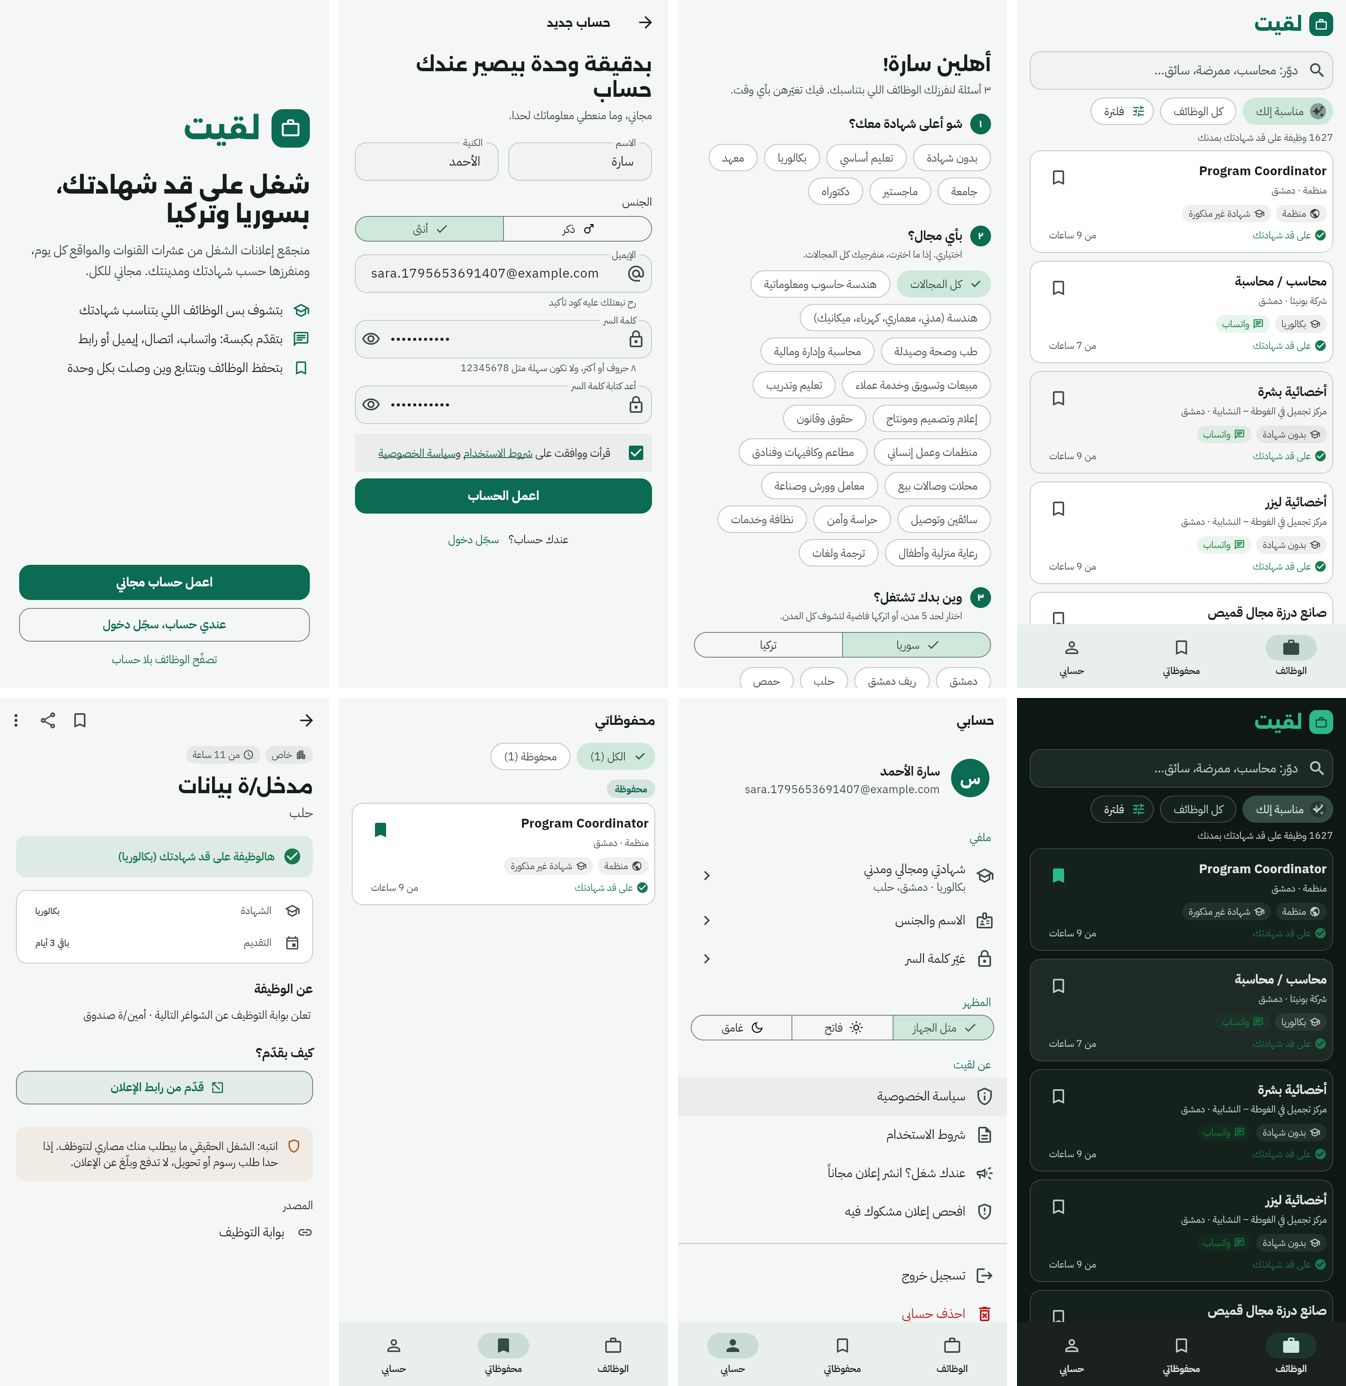 لقيت
شغل على قد شهادتك،
بسوريا وتركيا
منجمّع إعلانات الشغل من عشرات القنوات والمواقع كل يوم،
ومنفرزها حسب شهادتك ومدينتك. مجاني للكل.
بتشوف بس الوظائف اللي بتناسب شهادتك
بتقدّم بكبسة: واتساب، اتصال، إيميل أو رابط
بتحفظ الوظائف وبتتابع وين وصلت بكل وحدة
اعمل حساب مجاني
عندي حساب، سجّل دخول
تصفّح الوظائف بلا حساب
حساب جديد
بدقيقة وحدة بيصير عندك
حساب
مجاني، وما منعطي معلوماتك لحدا.
الاسم
سارة
الكنية
الأحمد
الجنس
ذكر
أنثى
الإيميل
sara.1795653691407@example.com
رح نبعتلك عليه كود تأكيد
كلمة السر
•••••••••••
٨ حروف أو أكتر، ولا تكون سهلة متل 12345678
أعد كتابة كلمة السر
•••••••••••
قرأت ووافقت على شروط الاستخدام وسياسة الخصوصية
اعمل الحساب
عندك حساب؟ سجّل دخول
أهلين سارة!
٣ أسئلة لنفرزلك الوظائف اللي بتناسبك. فيك تغيّرهن بأي وقت.
١ شو أعلى شهادة معك؟
بدون شهادة
تعليم أساسي
بكالوريا
معهد
جامعة
ماجستير
دكتوراه
٢ بأي مجال؟
اختياري. إذا ما اخترت، منفرجيك كل المجالات.
كل المجالات
هندسة حاسوب ومعلوماتية
هندسة (مدني، معماري، كهرباء، ميكانيك)
طب وصحة وصيدلة
محاسبة وإدارة ومالية
مبيعات وتسويق وخدمة عملاء
تعليم وتدريب
إعلام وتصميم ومونتاج
حقوق وقانون
منظمات وعمل إنساني
مطاعم وكافيهات وفنادق
محلات وصالات بيع
معامل وورش وصناعة
سائقين وتوصيل
حراسة وأمن
نظافة وخدمات
رعاية منزلية وأطفال
ترجمة ولغات
٣ وين بدك تشتغل؟
اختار لحد 5 مدن، أو اتركها فاضية لتشوف كل المدن.
سوريا
تركيا
دمشق
ريف دمشق
حلب
حمص
لقيت
دوّر: محاسب، ممرضة، سائق...
مناسبة إلك
كل الوظائف
فلترة
1627 وظيفة على قد شهادتك بمدنك
Program Coordinator
منظمة · دمشق
منظمة
شهادة غير مذكورة
على قد شهادتك
من 9 ساعات
محاسب / محاسبة
شركة بونيتا · دمشق
بكالوريا
واتساب
على قد شهادتك
من 7 ساعات
أخصائية بشرة
مركز تجميل في الغوطة – النشابية · دمشق
بدون شهادة
واتساب
على قد شهادتك
من 9 ساعات
أخصائية ليزر
مركز تجميل في الغوطة – النشابية · دمشق
بدون شهادة
واتساب
على قد شهادتك
من 9 ساعات
صانع درزة مجال قميص
الوظائف
محفوظاتي
حسابي
خاص
من 11 ساعة
مدخل/ة بيانات
حلب
هالوظيفة على قد شهادتك (بكالوريا)
الشهادة
بكالوريا
التقديم
باقي 3 أيام
عن الوظيفة
تعلن بوابة التوظيف عن الشواغر التالية · أمين/ة صندوق
كيف بقدّم؟
قدّم من رابط الإعلان
انتبه: الشغل الحقيقي ما بيطلب منك مصاري لتتوظف. إذا
حدا طلب رسوم أو تحويل، لا تدفع وبلّغ عن الإعلان.
المصدر
بوابة التوظيف
محفوظاتي
الكل (1)
محفوظة (1)
محفوظة
Program Coordinator
منظمة · دمشق
منظمة
شهادة غير مذكورة
على قد شهادتك
من 9 ساعات
الوظائف
محفوظاتي
حسابي
حسابي
س
سارة الأحمد
sara.1795653691407@example.com
ملفي
شهادتي ومجالي ومدني
بكالوريا · دمشق، حلب
الاسم والجنس
غيّر كلمة السر
المظهر
متل الجهاز
فاتح
غامق
عن لقيت
سياسة الخصوصية
شروط الاستخدام
عندك شغل؟ انشر إعلان مجاناً
افحص إعلان مشكوك فيه
تسجيل خروج
احذف حسابي
الوظائف
محفوظاتي
حسابي
لقيت
دوّر: محاسب، ممرضة، سائق...
مناسبة إلك
كل الوظائف
فلترة
1627 وظيفة على قد شهادتك بمدنك
Program Coordinator
منظمة · دمشق
منظمة
شهادة غير مذكورة
على قد شهادتك
من 9 ساعات
محاسب / محاسبة
شركة بونيتا · دمشق
بكالوريا
واتساب
على قد شهادتك
من 7 ساعات
أخصائية بشرة
مركز تجميل في الغوطة – النشابية · دمشق
بدون شهادة
واتساب
على قد شهادتك
من 9 ساعات
أخصائية ليزر
مركز تجميل في الغوطة – النشابية · دمشق
بدون شهادة
واتساب
على قد شهادتك
من 9 ساعات
صانع درزة مجال قميص
الوظائف
محفوظاتي
حسابي